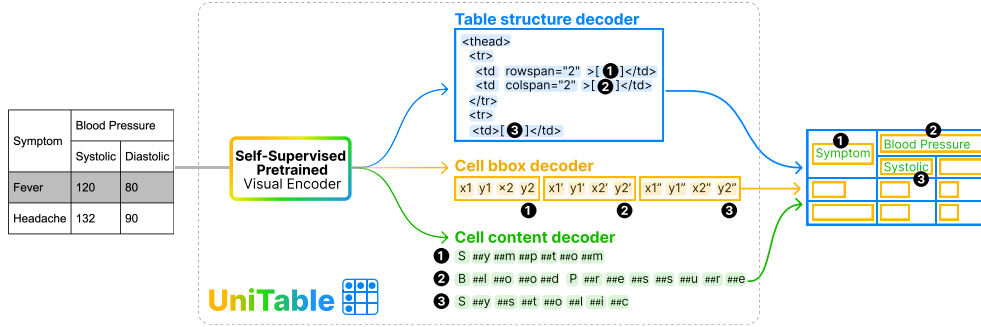 Symptom
Blood Pressure
Systolic
Diastolic
Fever
120
80
Headache
132
90
Self-Supervised
Pretrained
Visual Encoder
UniTable
Table structure decoder
<thead>
<tr>
<td rowspan="2" >[ 1 ]</td>
<td colspan="2" >[ 2 ]</td>
</tr>
<tr>
<td>[ 3 ]</td>
Cell bbox decoder
x1 y1 ×2 y2 x1' y1' x2' y2' x1'' y1'' x2'' y2''
1 2 3
Cell content decoder
1 S ##y ##m ##p ##t ##o ##m
2 B ##l ##o ##o ##d P ##r ##e ##s ##s ##u ##r ##e
3 S ##y ##s ##t ##o ##l ##i ##c
1
Symptom
2
Blood Pressure
Systolic
3